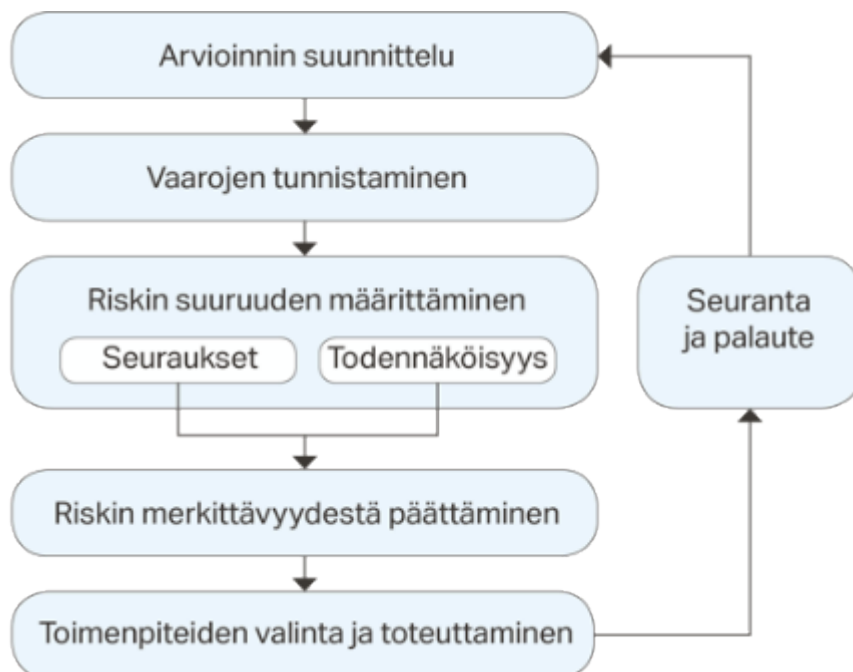 Arvioinnin suunnittelu
Vaarojen tunnistaminen
Riskin suuruuden määrittäminen
Seuraukset
Todennäköisyys
Riskin merkittävyydestä päättäminen
Toimenpiteiden valinta ja toteuttaminen
Seuranta
ja palaute